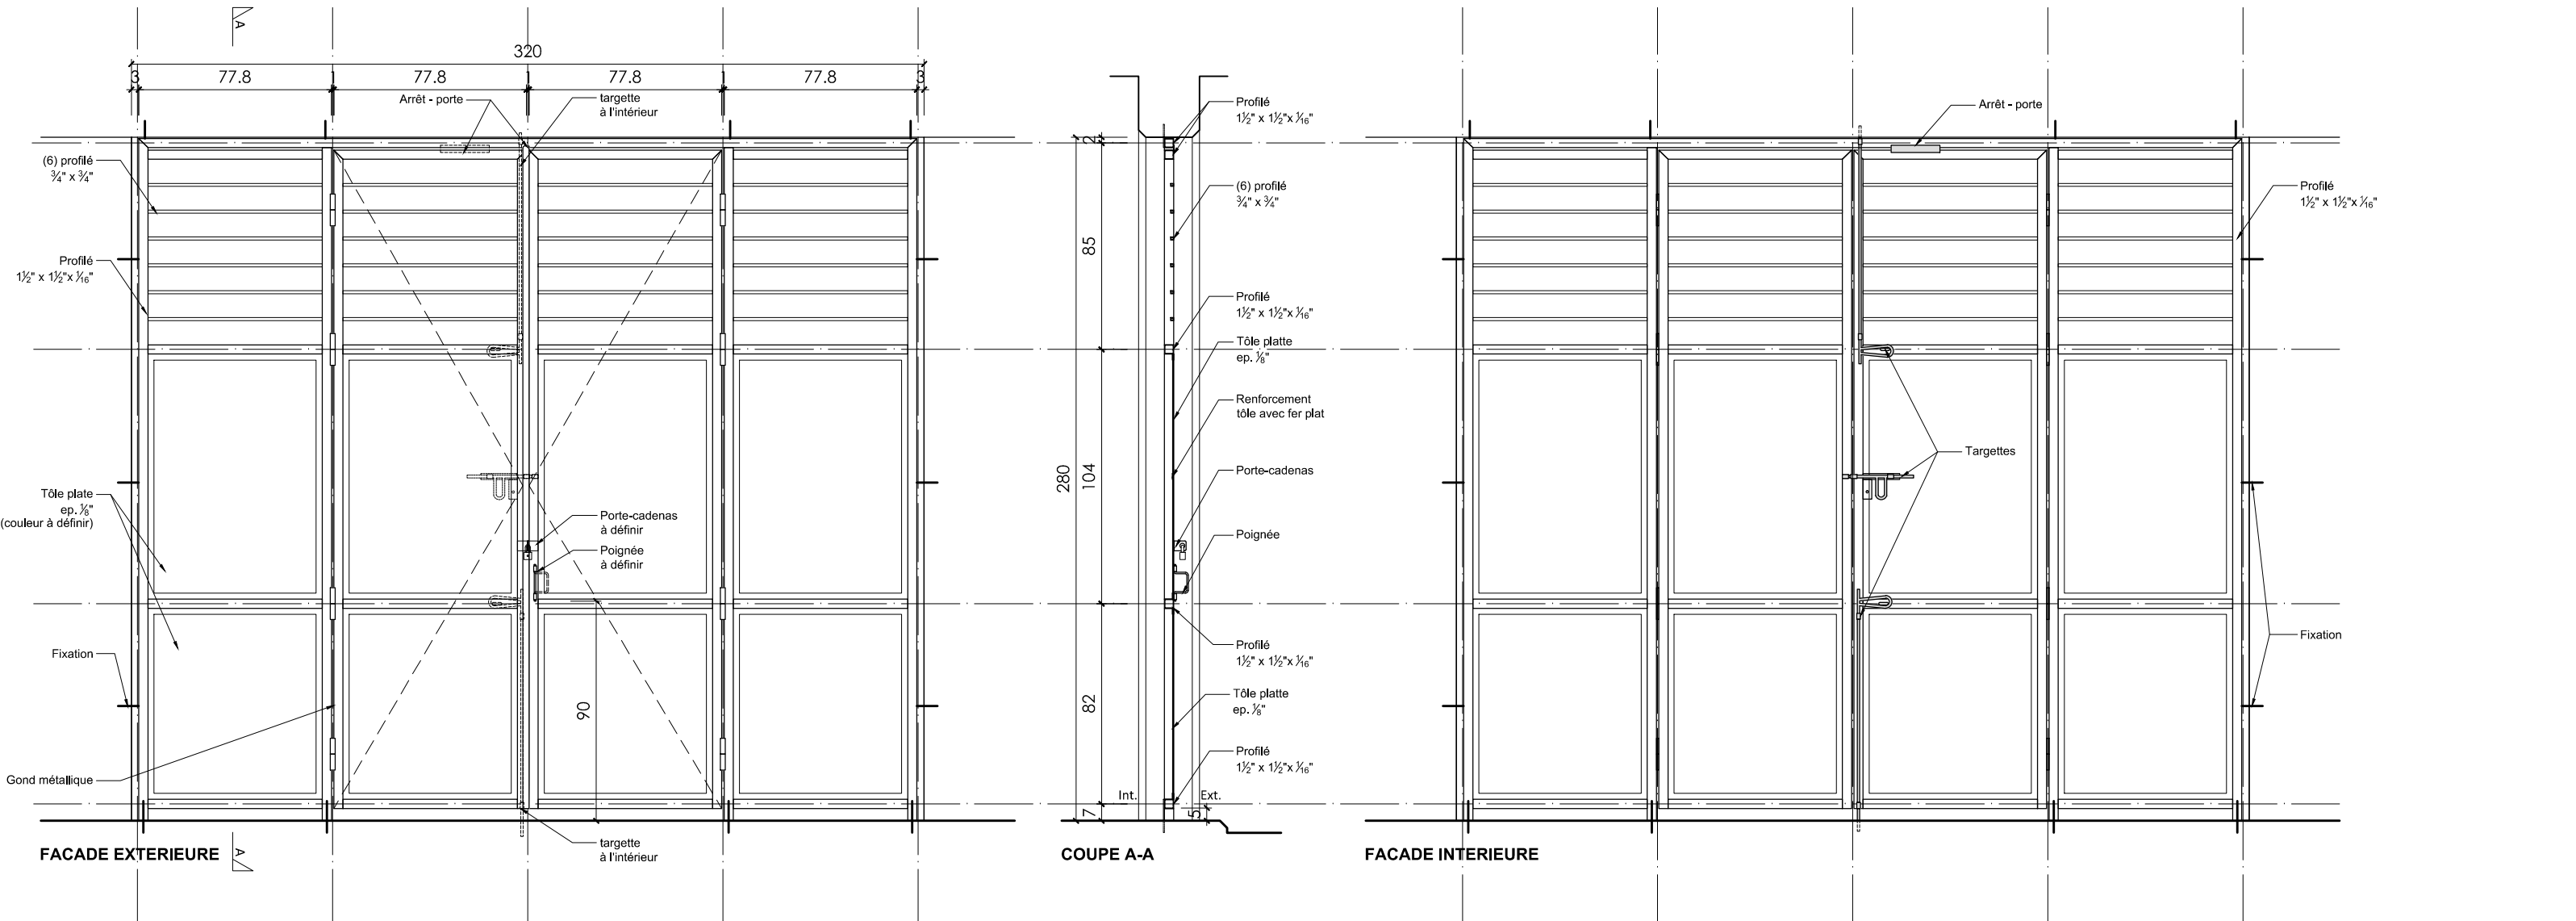 A
320
3
77.8
1
77.8
1
77.8
1
77.8
3
Arrêt - porte
targette
à l'intérieur
(6) profilé
¾" x ¾"
Profilé
1½" x 1½"x ⅟₁₆"
Tôle plate
ep. ⅛"
(couleur à définir)
Porte-cadenas
à définir
Poignée
à définir
Fixation
90
Gond métallique
targette
à l'intérieur
FACADE EXTERIEURE
A
Profilé
1½" x 1½"x ⅟₁₆"
2
(6) profilé
¾" x ¾"
85
Profilé
1½" x 1½"x ⅟₁₆"
Tôle platte
ep. ⅛"
Renforcement
tôle avec fer plat
280
104
Porte-cadenas
Poignée
Profilé
1½" x 1½"x ⅟₁₆"
82
Tôle platte
ep. ⅛"
Profilé
1½" x 1½"x ⅟₁₆"
Int.
Ext.
7
5
COUPE A-A
Arrêt - porte
Profilé
1½" x 1½"x ⅟₁₆"
Targettes
Fixation
FACADE INTERIEURE